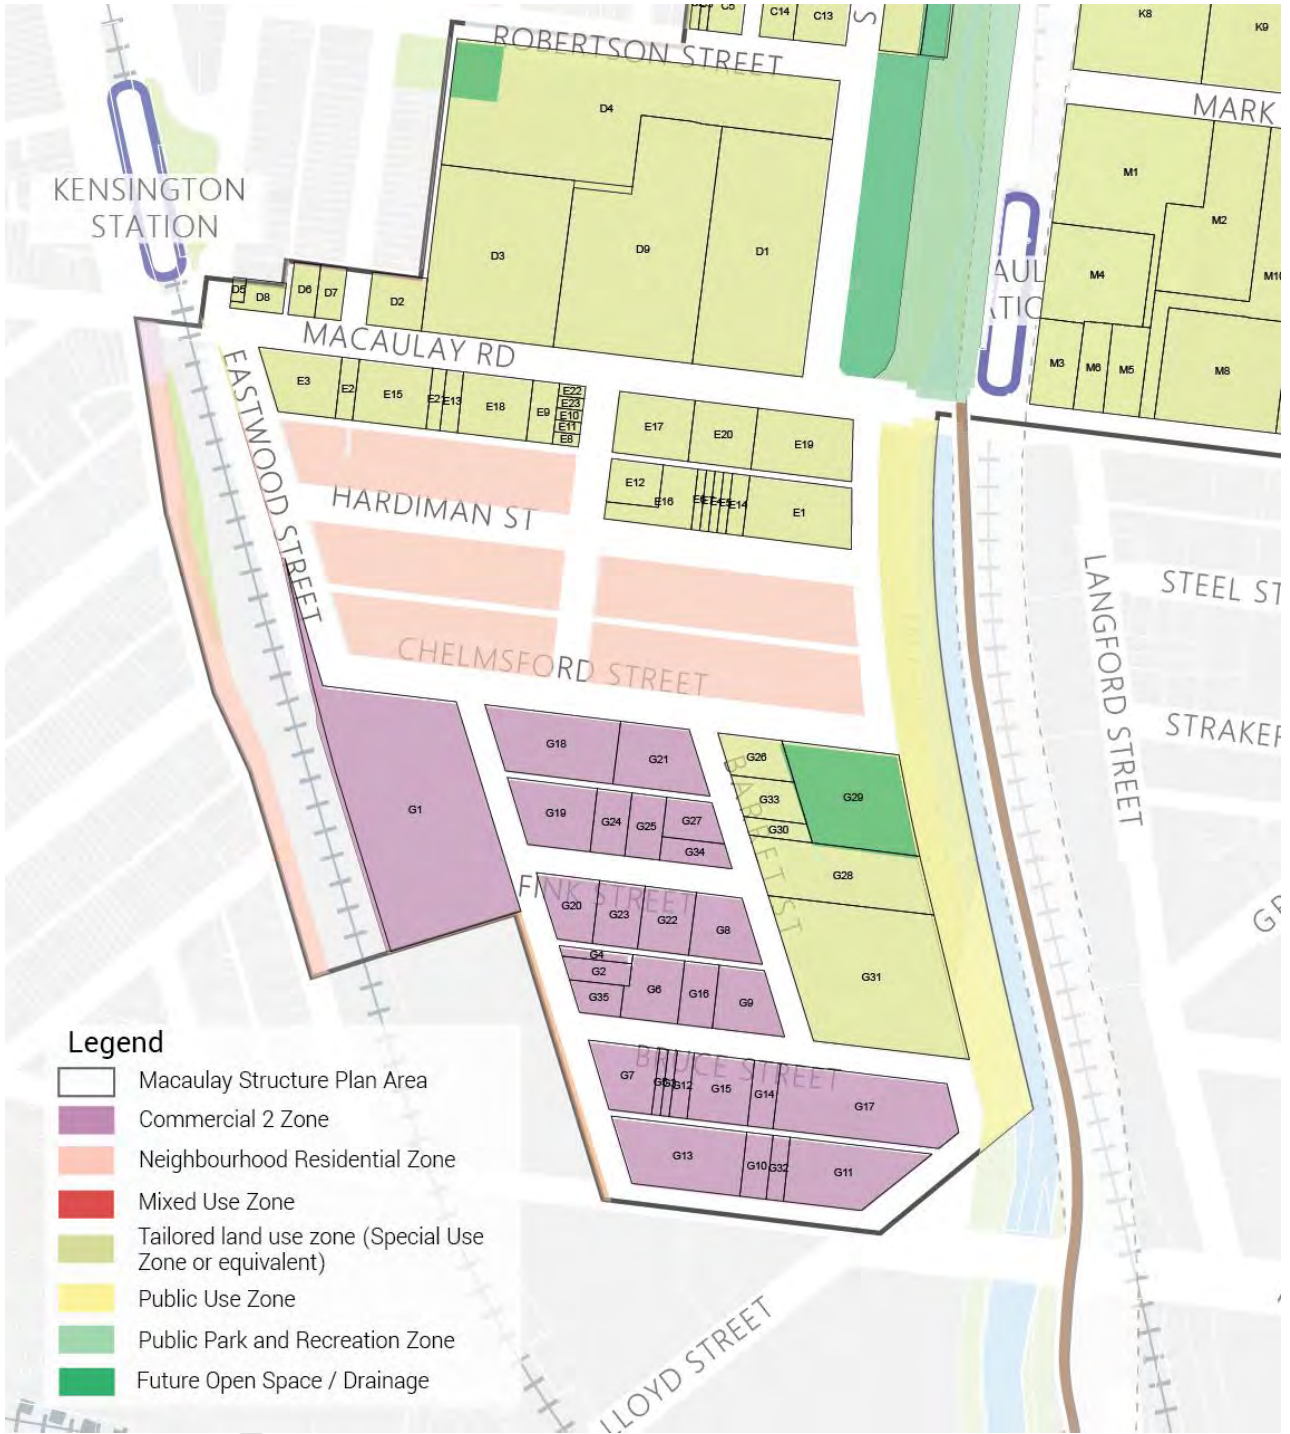 C5
C14
C13
S
K8
K9
ROBERTSON STREET
MARK
D4
KENSINGTON
STATION
M1
M2
D3
D9
D1
M4
M10
D5
D8
D6
D7
D2
MACAULAY RD
M3
M6
M5
M8
EASTWOOD STREET
E3
E2
E15
E13
E18
E9
E22
E23
E10
E11
E8
E17
E20
E19
E12
E16
E14
E1
HARDIMAN ST
LANGFORD STREET
STEEL ST
CHELMSFORD STREET
STRAKER
G1
G18
G21
G19
G24
G25
G27
G34
BARRETT ST
G26
G33
G30
G29
G28
G31
FINK STREET
G20
G23
G22
G8
G4
G2
G35
G6
G16
G9
BRUCE STREET
G7
G12
G15
G14
G17
G13
G10
G32
G11
LLOYD STREET
Legend
Macaulay Structure Plan Area
Commercial 2 Zone
Neighbourhood Residential Zone
Mixed Use Zone
Tailored land use zone (Special Use
Zone or equivalent)
Public Use Zone
Public Park and Recreation Zone
Future Open Space / Drainage